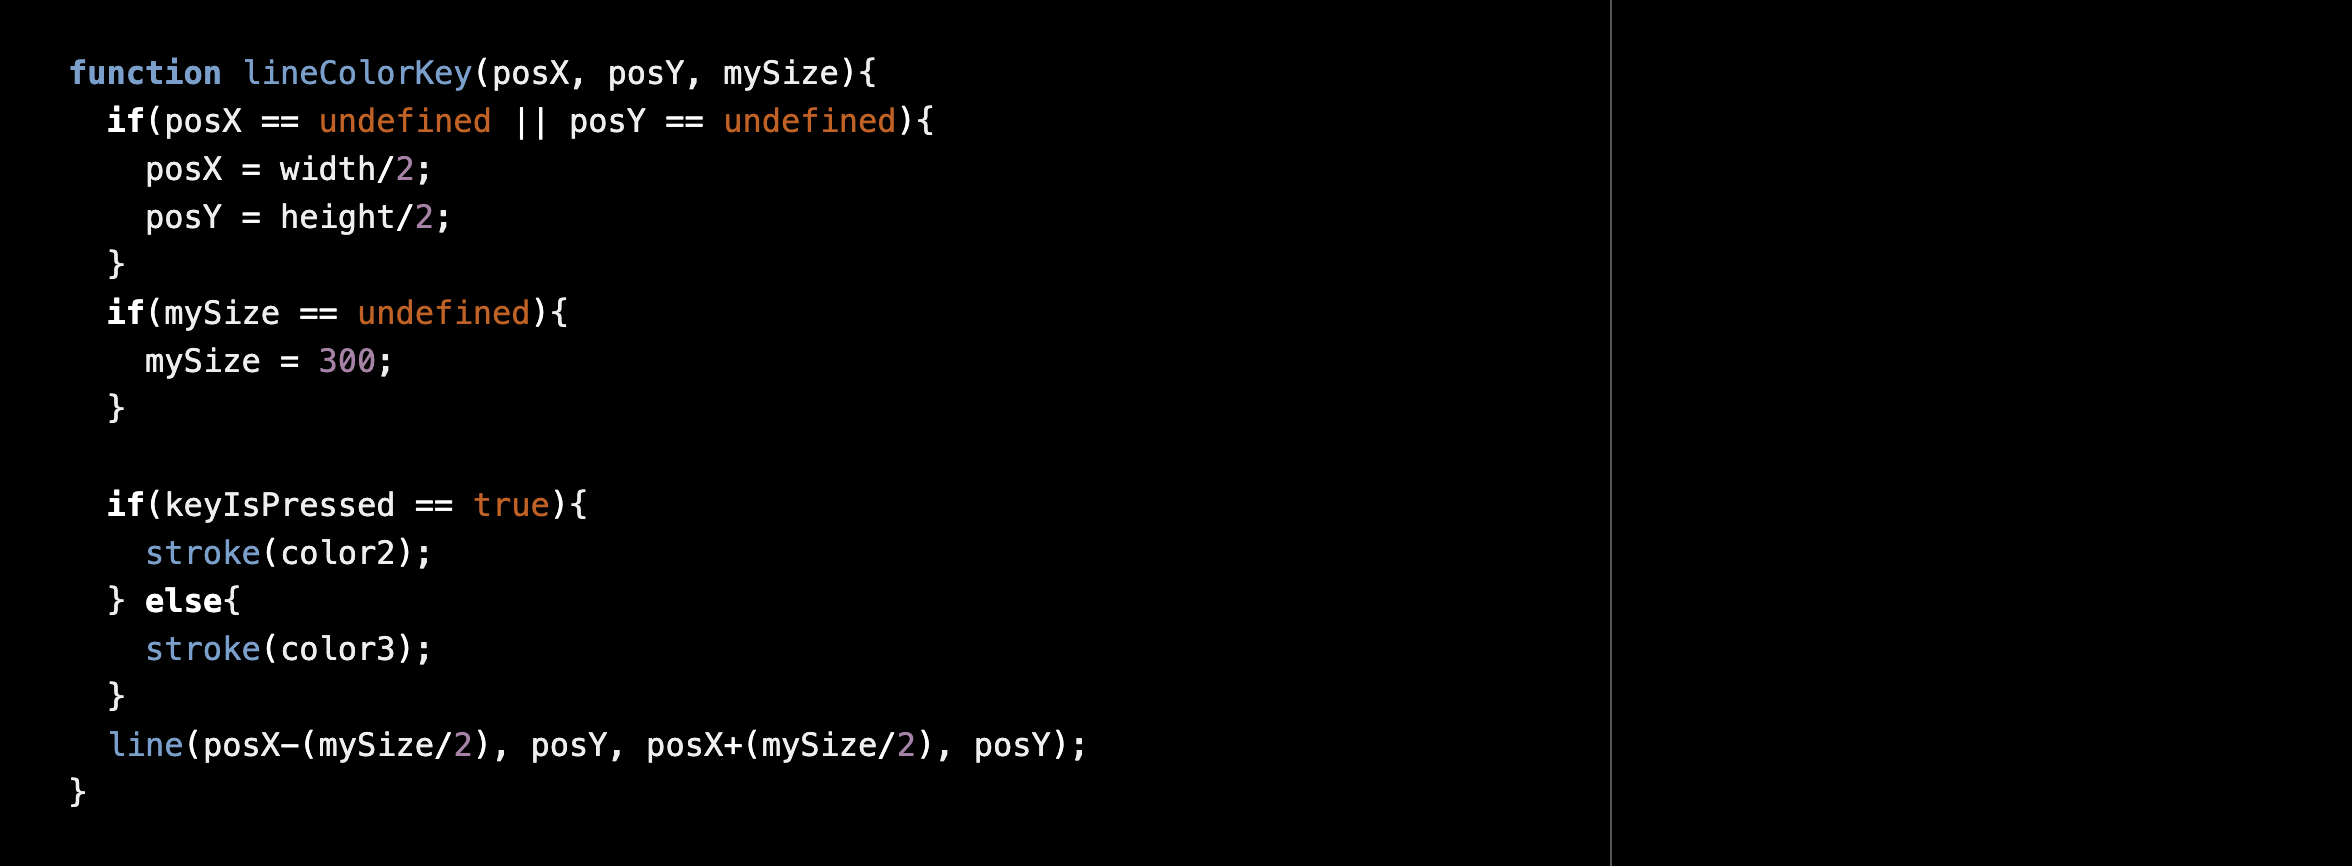 function lineColorKey(posX, posY, mySize){
  if(posX == undefined || posY == undefined){
    posX = width/2;
    posY = height/2;
  }
  if(mySize == undefined){
    mySize = 300;
  }

  if(keyIsPressed == true){
    stroke(color2);
  } else{
    stroke(color3);
  }
  line(posX-(mySize/2), posY, posX+(mySize/2), posY);
}